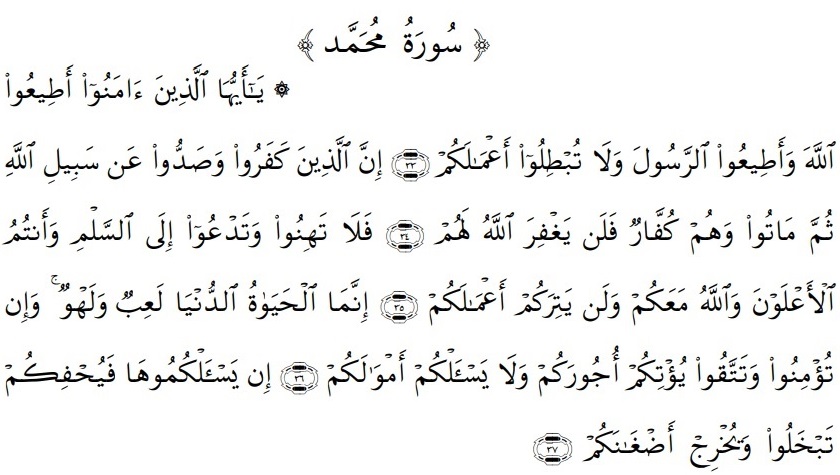 ﴿ سُورَةُ مُحَمَّد ﴾
۞ يَـٰٓأَيُّهَا ٱلَّذِينَ ءَامَنُوٓا۟ أَطِيعُوا۟
ٱللَّهَ وَأَطِيعُوا۟ ٱلرَّسُولَ وَلَا تُبْطِلُوٓا۟ أَعْمَـٰلَكُمْ ٣٣ إِنَّ ٱلَّذِينَ كَفَرُوا۟ وَصَدُّوا۟ عَن سَبِيلِ ٱللَّهِ
ثُمَّ مَاتُوا۟ وَهُمْ كُفَّارٌ فَلَن يَغْفِرَ ٱللَّهُ لَهُمْ ٣٤ فَلَا تَهِنُوا۟ وَتَدْعُوٓا۟ إِلَى ٱلسَّلْمِ وَأَنتُمُ
ٱلْأَعْلَوْنَ وَٱللَّهُ مَعَكُمْ وَلَن يَتِرَكُمْ أَعْمَـٰلَكُمْ ٣٥ إِنَّمَا ٱلْحَيَوٰةُ ٱلدُّنْيَا لَعِبٌ وَلَهْوٌ ۚ وَإِن
تُؤْمِنُوا۟ وَتَتَّقُوا۟ يُؤْتِكُمْ أُجُورَكُمْ وَلَا يَسْـَٔلْكُمْ أَمْوَٰلَكُمْ ٣٦ إِن يَسْـَٔلْكُمُوهَا فَيُحْفِكُمْ
تَبْخَلُوا۟ وَيُخْرِجْ أَضْغَـٰنَكُمْ ٣٧